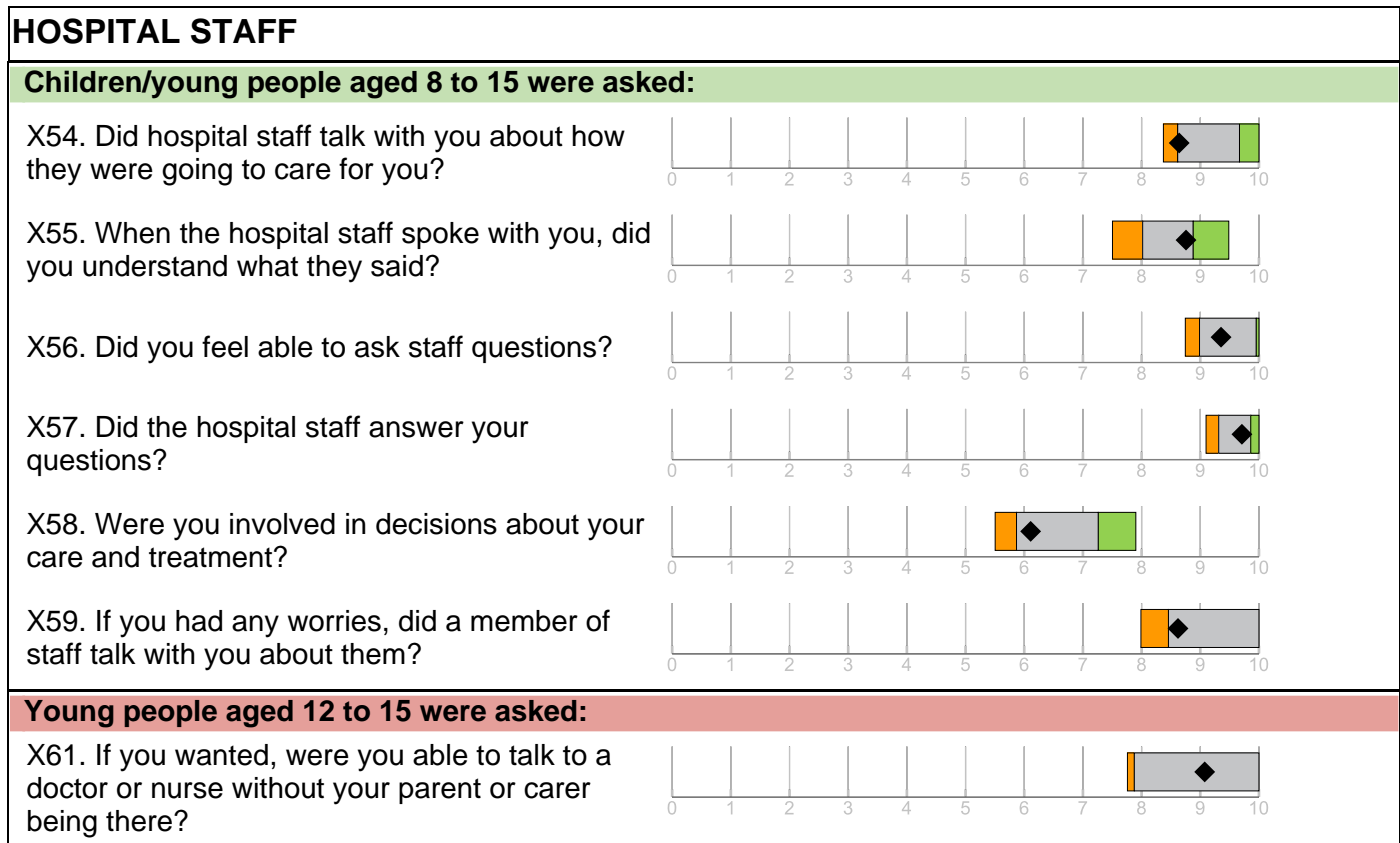 HOSPITAL STAFF
Children/young people aged 8 to 15 were asked:
X54. Did hospital staff talk with you about how
they were going to care for you?
0 1 2 3 4 5 6 7 8 9 10
X55. When the hospital staff spoke with you, did
you understand what they said?
0 1 2 3 4 5 6 7 8 9 10
X56. Did you feel able to ask staff questions?
0 1 2 3 4 5 6 7 8 9 10
X57. Did the hospital staff answer your
questions?
0 1 2 3 4 5 6 7 8 9 10
X58. Were you involved in decisions about your
care and treatment?
0 1 2 3 4 5 6 7 8 9 10
X59. If you had any worries, did a member of
staff talk with you about them?
0 1 2 3 4 5 6 7 8 9 10
Young people aged 12 to 15 were asked:
X61. If you wanted, were you able to talk to a
doctor or nurse without your parent or carer
being there?
0 1 2 3 4 5 6 7 8 9 10